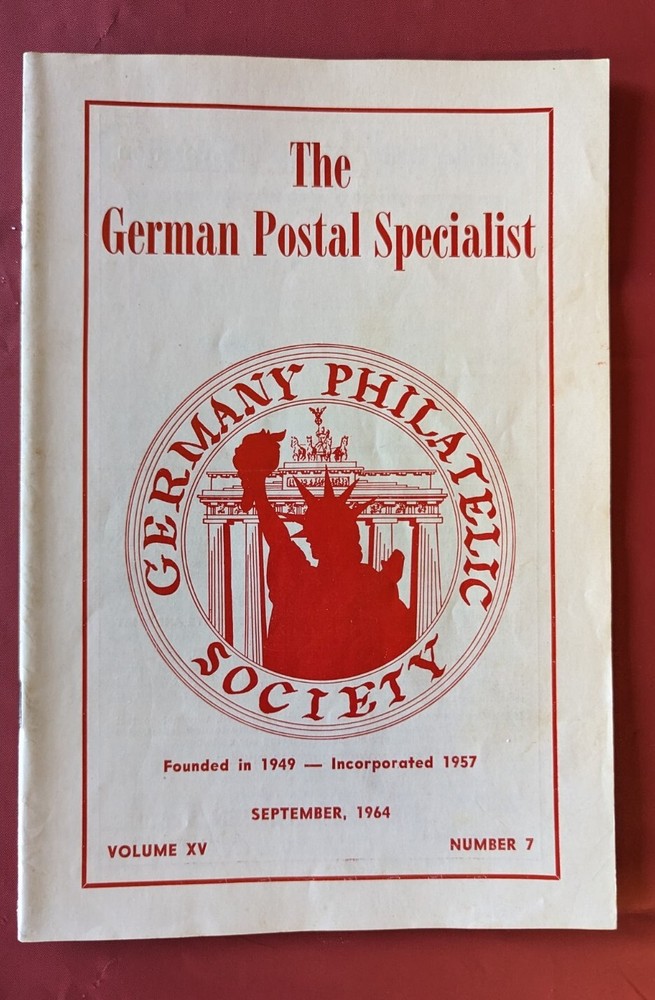 The
German Postal Specialist
GERMANY PHILATELIC
SOCIETY
Founded in 1949 — Incorporated 1957
SEPTEMBER, 1964
VOLUME XV
NUMBER 7